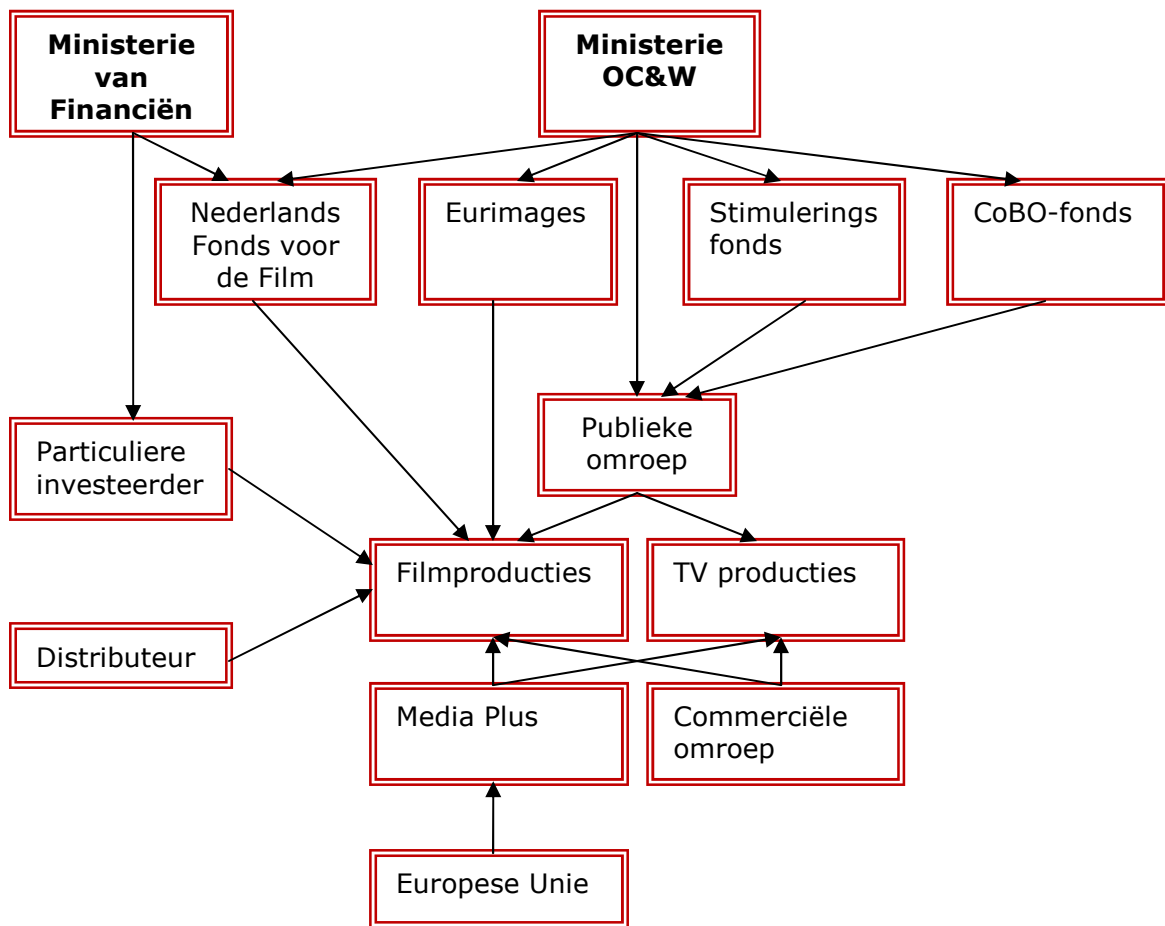 Ministerie
van
Financiën
Ministerie
OC&W
Nederlands
Fonds voor
de Film
Eurimages
Stimulerings
fonds
CoBO-fonds
Particuliere
investeerder
Publieke
omroep
Filmproducties
TV producties
Distributeur
Media Plus
Commerciële
omroep
Europese Unie